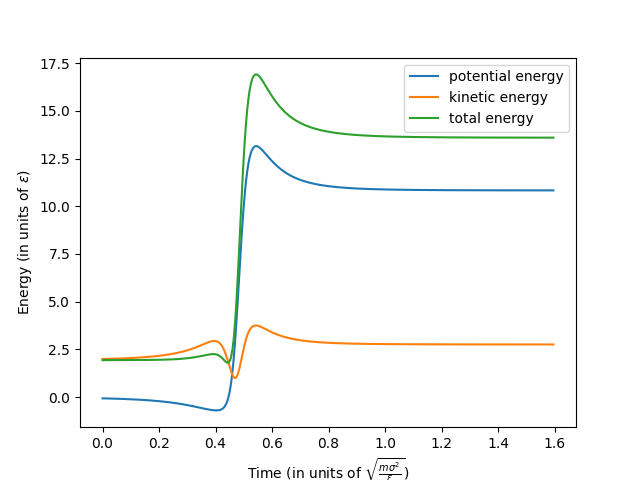 17.5
15.0
12.5
10.0
7.5
5.0
2.5
0.0
Energy (in units of ε)
potential energy
kinetic energy
total energy
0.0 0.2 0.4 0.6 0.8 1.0 1.2 1.4 1.6
Time (in units of √(mσ²/ε))